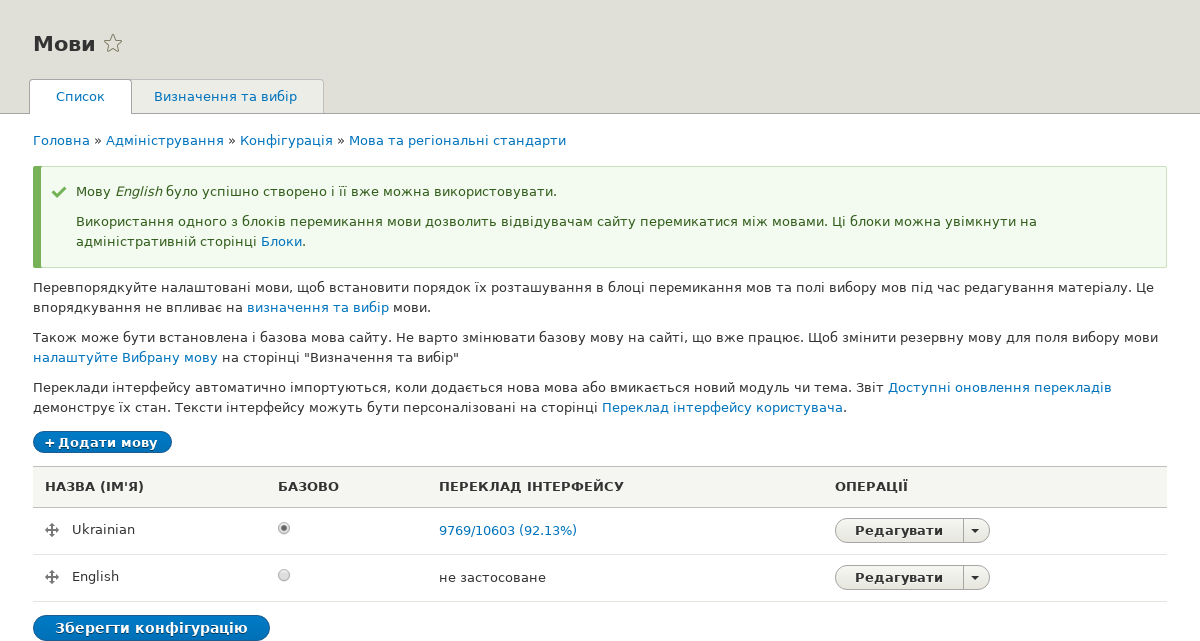 Мови
Список
Визначення та вибір
Головна » Адміністрування » Конфігурація » Мова та регіональні стандарти
Мову English було успішно створено і її вже можна використовувати.
Використання одного з блоків перемикання мови дозволить відвідувачам сайту перемикатися між мовами. Ці блоки можна увімкнути на
адміністративній сторінці Блоки.
Перевпорядкуйте налаштовані мови, щоб встановити порядок їх розташування в блоці перемикання мов та полі вибору мов під час редагування матеріалу. Це
впорядкування не впливає на визначення та вибір мови.
Також може бути встановлена і базова мова сайту. Не варто змінювати базову мову на сайті, що вже працює. Щоб змінити резервну мову для поля вибору мови
налаштуйте Вибрану мову на сторінці "Визначення та вибір"
Переклади інтерфейсу автоматично імпортуються, коли додається нова мова або вмикається новий модуль чи тема. Звіт Доступні оновлення перекладів
демонструє їх стан. Тексти інтерфейсу можуть бути персоналізовані на сторінці Переклад інтерфейсу користувача.
+ Додати мову
НАЗВА (ІМ'Я) БАЗОВО ПЕРЕКЛАД ІНТЕРФЕЙСУ ОПЕРАЦІЇ
Ukrainian 9769/10603 (92.13%) Редагувати
English не застосоване Редагувати
Зберегти конфігурацію